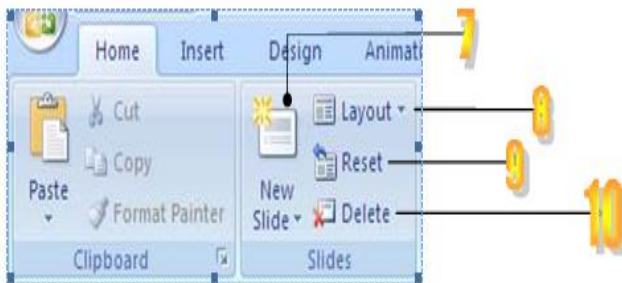 Home Insert Design Animati
7
Cut
Copy
Format Painter
Paste
Clipboard
New
Slide
Layout
Reset
Delete
Slides
8
9
10